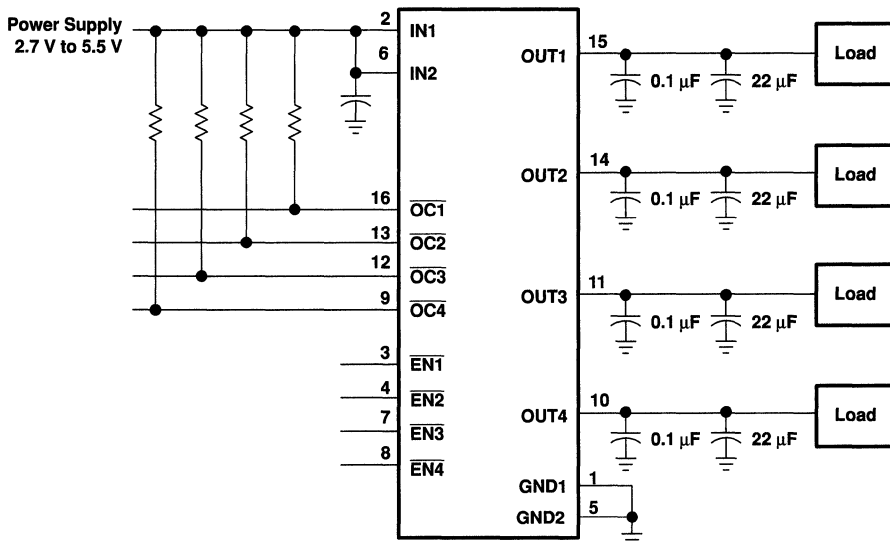 Power Supply
2.7 V to 5.5 V
2
IN1
6
IN2
16
OC1
13
OC2
12
OC3
9
OC4
3
EN1
4
EN2
7
EN3
8
EN4
OUT1
15
0.1 µF
22 µF
Load
OUT2
14
0.1 µF
22 µF
Load
OUT3
11
0.1 µF
22 µF
Load
OUT4
10
0.1 µF
22 µF
Load
GND1
1
GND2
5